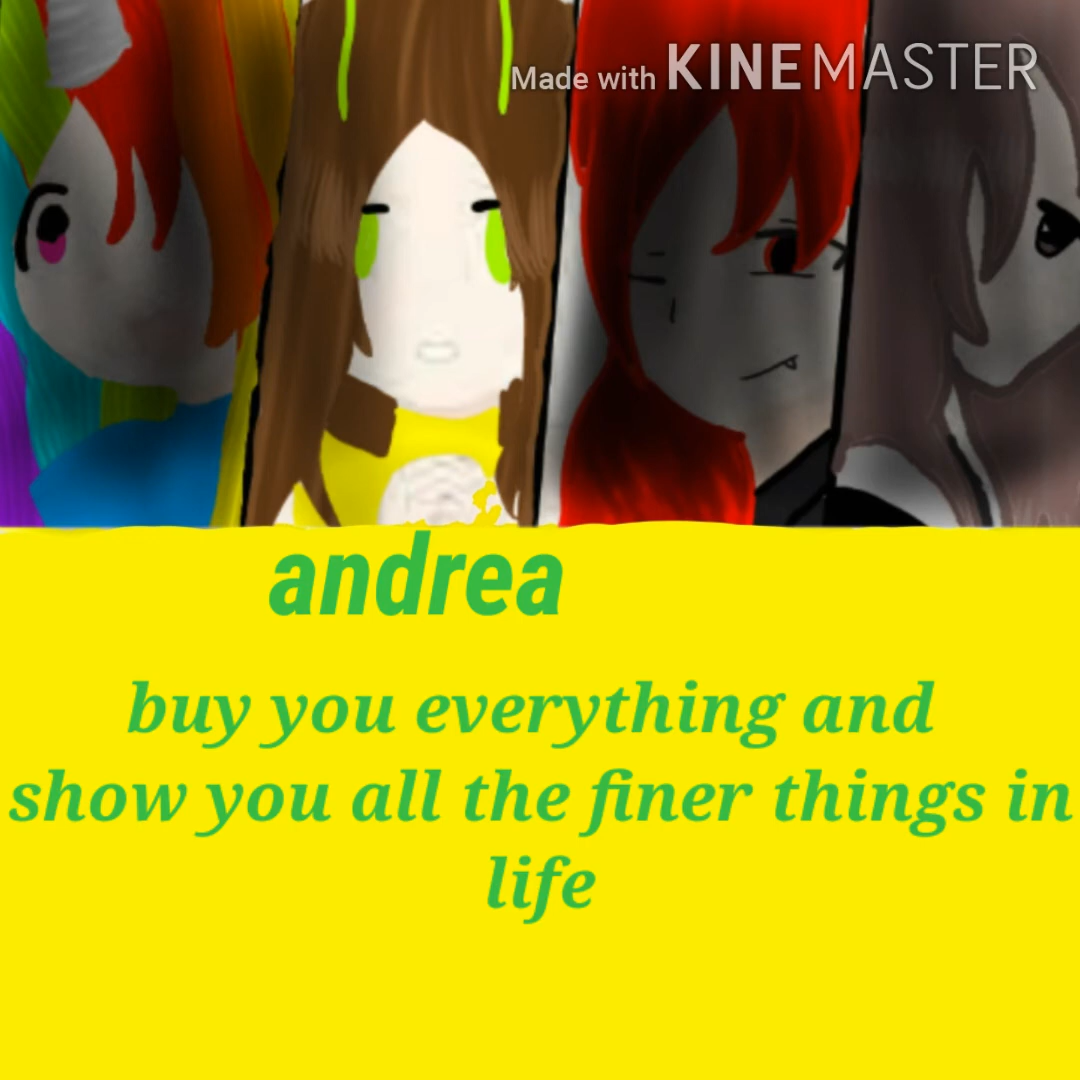 Made with KINEMASTER
andrea
buy you everything and
show you all the finer things in
life